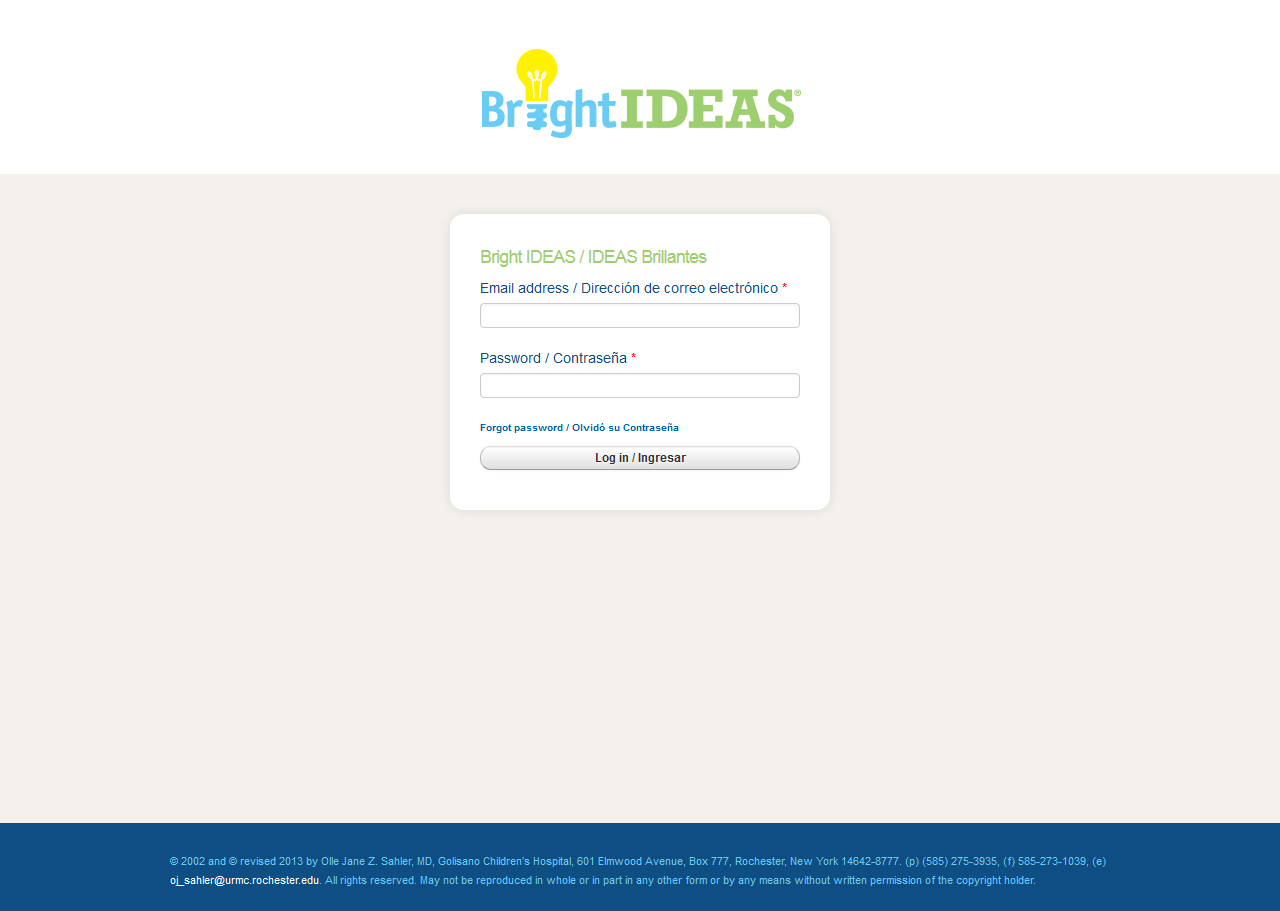 Bright IDEAS®
Bright IDEAS / IDEAS Brillantes
Email address / Dirección de correo electrónico *
Password / Contraseña *
Forgot password / Olvidó su Contraseña
Log in / Ingresar
© 2002 and © revised 2013 by Olle Jane Z. Sahler, MD, Golisano Children's Hospital, 601 Elmwood Avenue, Box 777, Rochester, New York 14642-8777. (p) (585) 275-3935, (f) 585-273-1039, (e)
oj_sahler@urmc.rochester.edu. All rights reserved. May not be reproduced in whole or in part in any other form or by any means without written permission of the copyright holder.